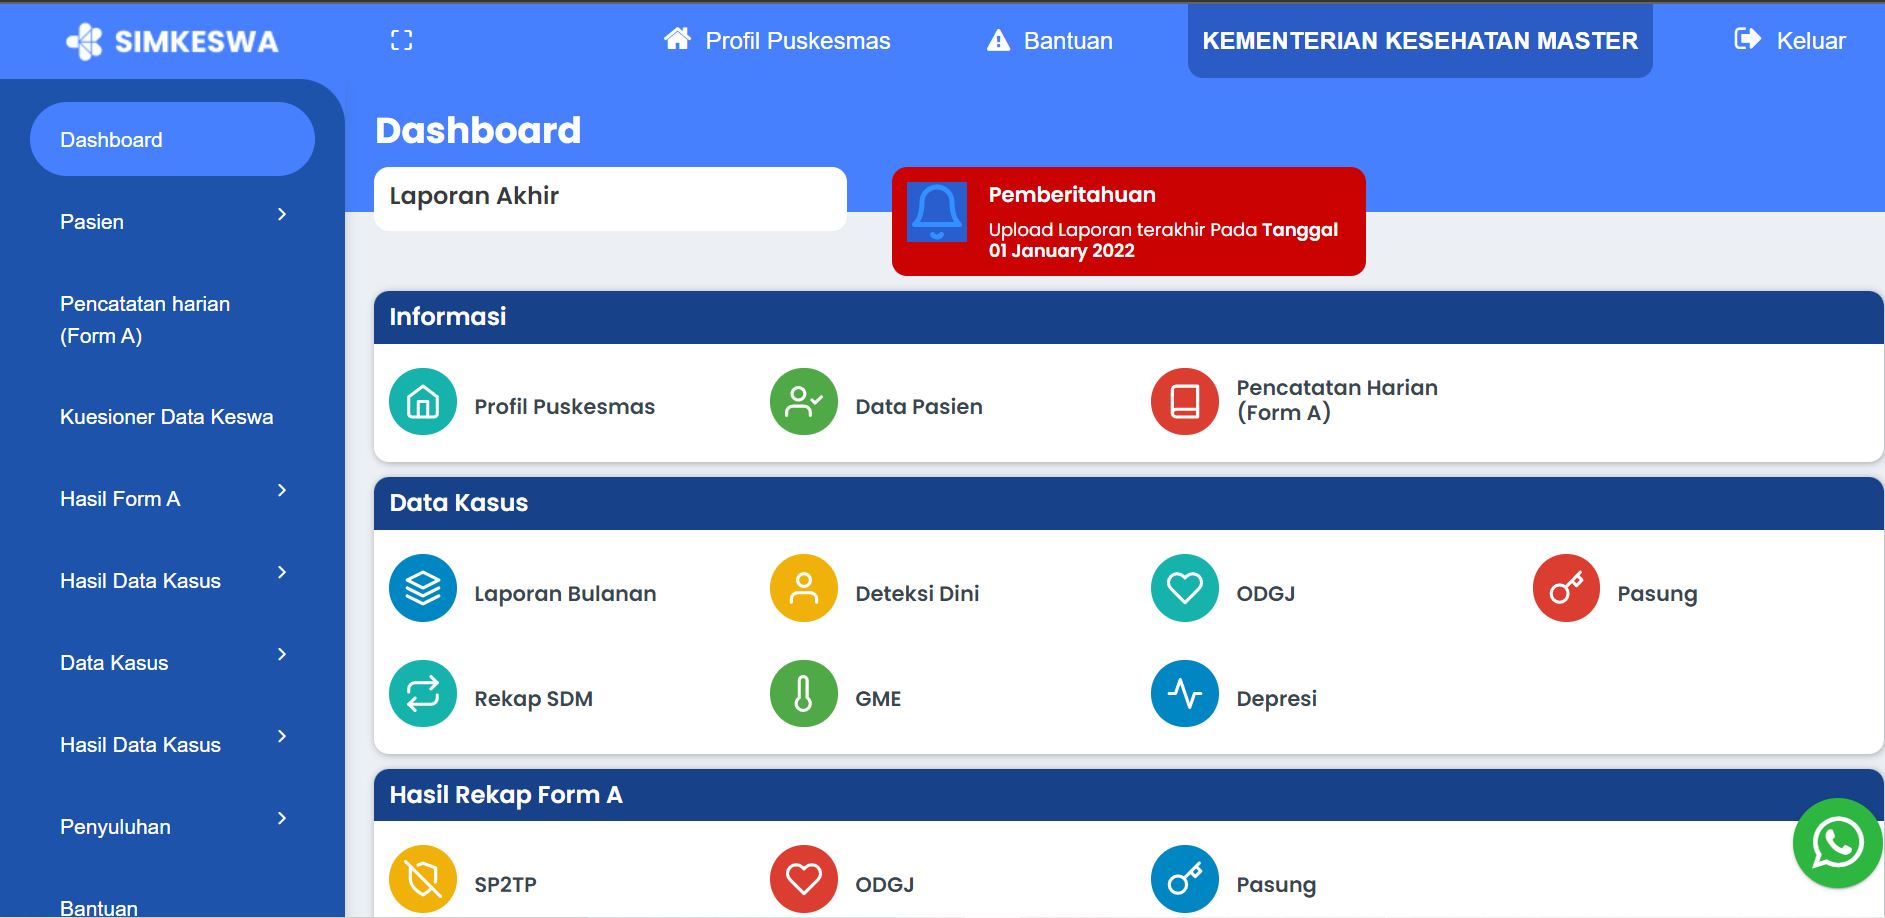 SIMKESWA
Profil Puskesmas
Bantuan
KEMENTERIAN KESEHATAN MASTER
Keluar
Dashboard
Pasien
Pencatatan harian
(Form A)
Kuesioner Data Keswa
Hasil Form A
Hasil Data Kasus
Data Kasus
Hasil Data Kasus
Penyuluhan
Bantuan
Dashboard
Laporan Akhir
Pemberitahuan
Upload Laporan terakhir Pada Tanggal
01 January 2022
Informasi
Profil Puskesmas
Data Pasien
Pencatatan Harian
(Form A)
Data Kasus
Laporan Bulanan
Deteksi Dini
ODGJ
Pasung
Rekap SDM
GME
Depresi
Hasil Rekap Form A
SP2TP
ODGJ
Pasung